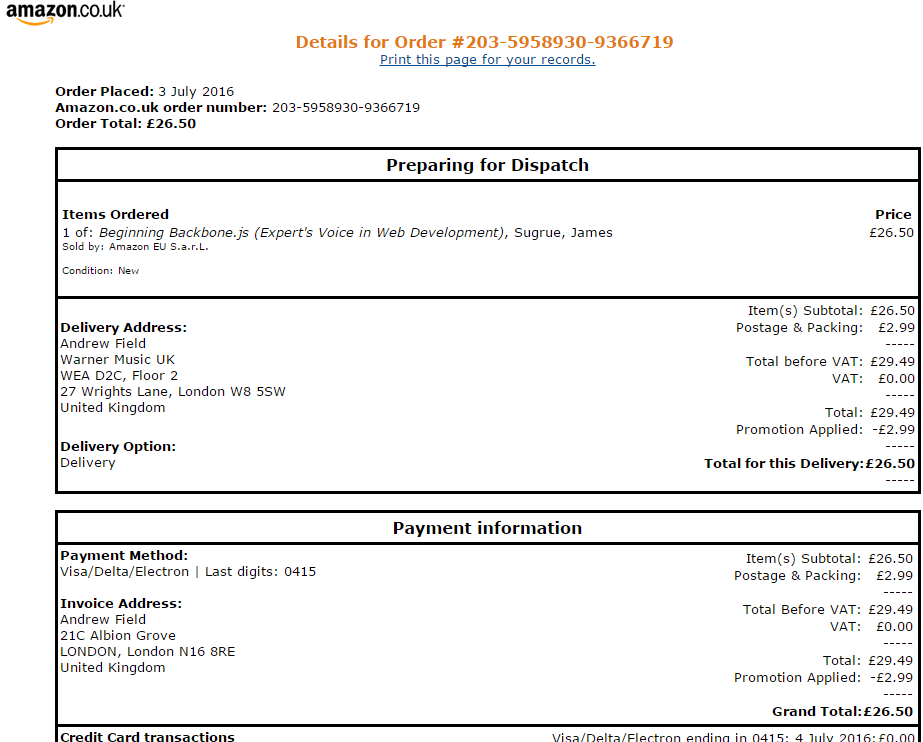 amazon.co.uk
Details for Order #203-5958930-9366719
Print this page for your records.
Order Placed: 3 July 2016
Amazon.co.uk order number: 203-5958930-9366719
Order Total: £26.50
Preparing for Dispatch
Items Ordered Price
1 of: Beginning Backbone.js (Expert's Voice in Web Development), Sugrue, James £26.50
Sold by: Amazon EU S.a.r.L.
Condition: New
Delivery Address:
Andrew Field
Warner Music UK
WEA D2C, Floor 2
27 Wrights Lane, London W8 5SW
United Kingdom
Delivery Option:
Delivery
Item(s) Subtotal: £26.50
Postage & Packing: £2.99
-----
Total before VAT: £29.49
VAT: £0.00
-----
Total: £29.49
Promotion Applied: -£2.99
-----
Total for this Delivery:£26.50
-----
Payment information
Payment Method:
Visa/Delta/Electron | Last digits: 0415
Invoice Address:
Andrew Field
21C Albion Grove
LONDON, London N16 8RE
United Kingdom
Item(s) Subtotal: £26.50
Postage & Packing: £2.99
-----
Total Before VAT: £29.49
VAT: £0.00
-----
Total: £29.49
Promotion Applied: -£2.99
-----
Grand Total:£26.50
Credit Card transactions Visa/Delta/Electron ending in 0415: 4 July 2016:£0.00